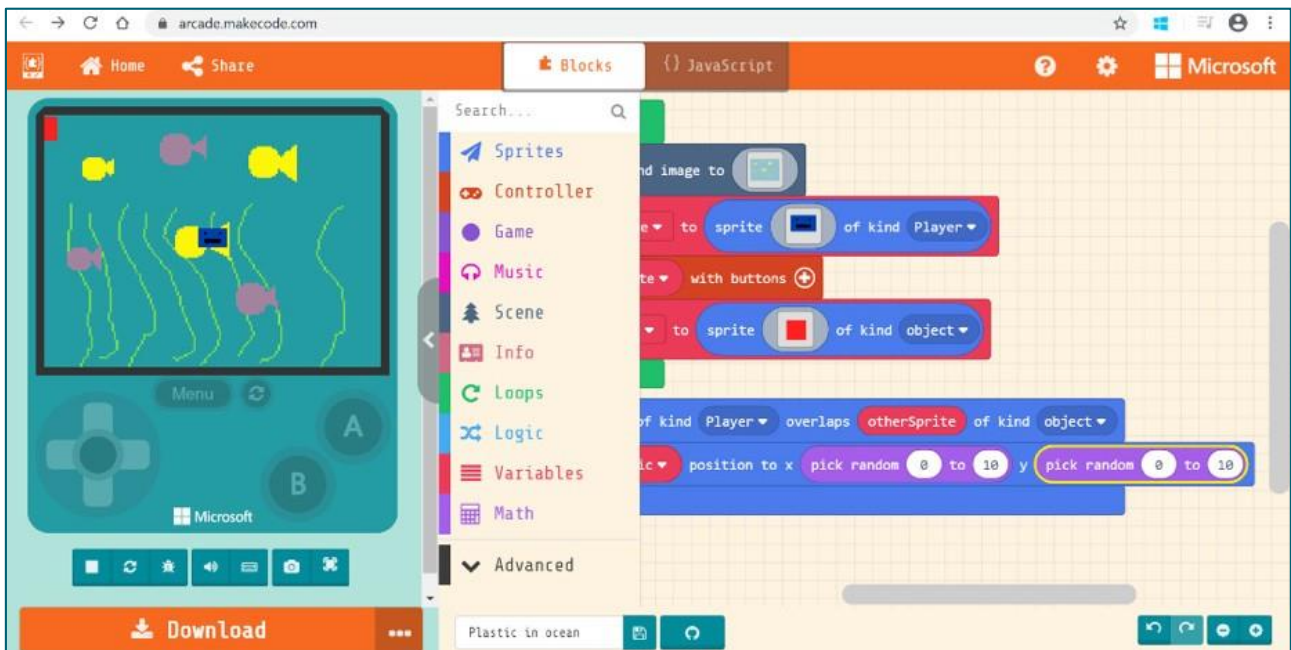 arcade.makecode.com
Home Share Blocks {} JavaScript ? Microsoft
Search...
Sprites
Controller
Game
Music
Scene
Info
Loops
Logic
Variables
Math
Advanced
Menu
A
B
Microsoft
Download
nd image to
to sprite of kind Player
te with buttons
to sprite of kind object
of kind Player overlaps otherSprite of kind object
ic position to x pick random 0 to 10 y pick random 0 to 10
Plastic in ocean